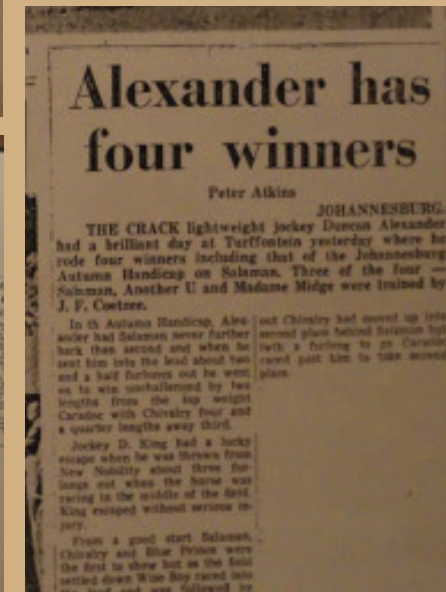 Alexander has
four winners
Peter Atkins
JOHANNESBURG.
THE CRACK lightweight jockey Duncan Alexander
had a brilliant day at Turffontein yesterday where he
rode four winners including that of the Johannesburg
Autumn Handicap on Salaman. Three of the four —
Salaman, Another U and Madame Midge were trained by
J. F. Coetzee.
In th Autumn Handicap, Alex-
ander had Salaman never further
back than second and when he
sent him into the lead about two
and a half furlongs out he went
on to win unchallenged by two
lengths from the top weight
Caradoc with Chivalry four and
a quarter lengths away third.
Jockey D. King had a lucky
escape when he was thrown from
New Nobility about three fur-
longs out when the horse was
racing in the middle of the field.
King escaped without serious in-
jury.
From a good start Salaman,
Chivalry and Blue Prince were
the first to show but as the field
settled down Wise Boy raced into
the lead and was followed by
out Chivalry had moved up into
second place behind Salaman but
with a furlong to go Caradoc
raced past him to take second
place.